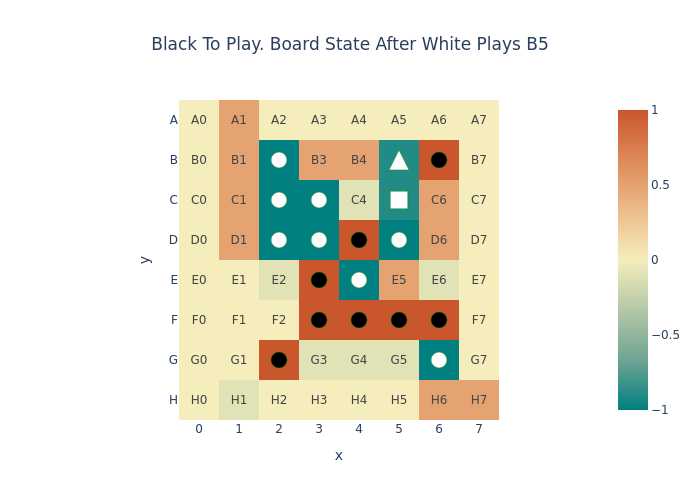 Black To Play. Board State After White Plays B5
A A0 A1 A2 A3 A4 A5 A6 A7
B B0 B1 B3 B4 B7
C C0 C1 C4 C6 C7
D D0 D1 D6 D7
E E0 E1 E2 E5 E6 E7
F F0 F1 F2 F7
G G0 G1 G3 G4 G5 G7
H H0 H1 H2 H3 H4 H5 H6 H7
0 1 2 3 4 5 6 7
x
y
1
0.5
0
−0.5
−1